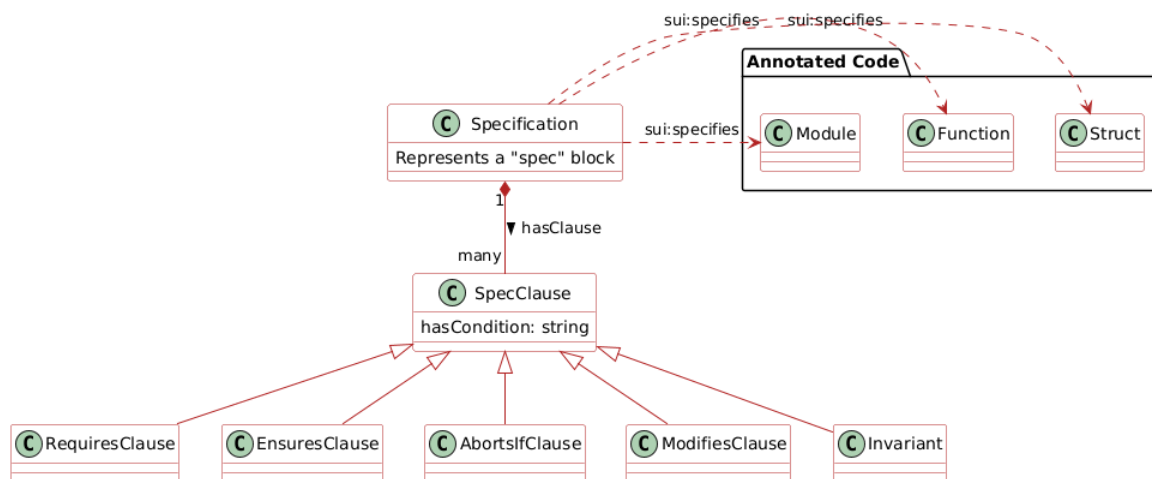 sui:specifies
sui:specifies
Annotated Code
C Specification
Represents a "spec" block
sui:specifies
C Module
C Function
C Struct
1
hasClause
many
C SpecClause
hasCondition: string
C RequiresClause
C EnsuresClause
C AbortsIfClause
C ModifiesClause
C Invariant